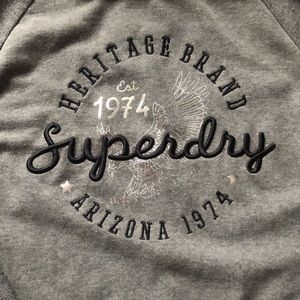 HERITAGE BRAND
Est
1974
Superdry
ARIZONA 1974